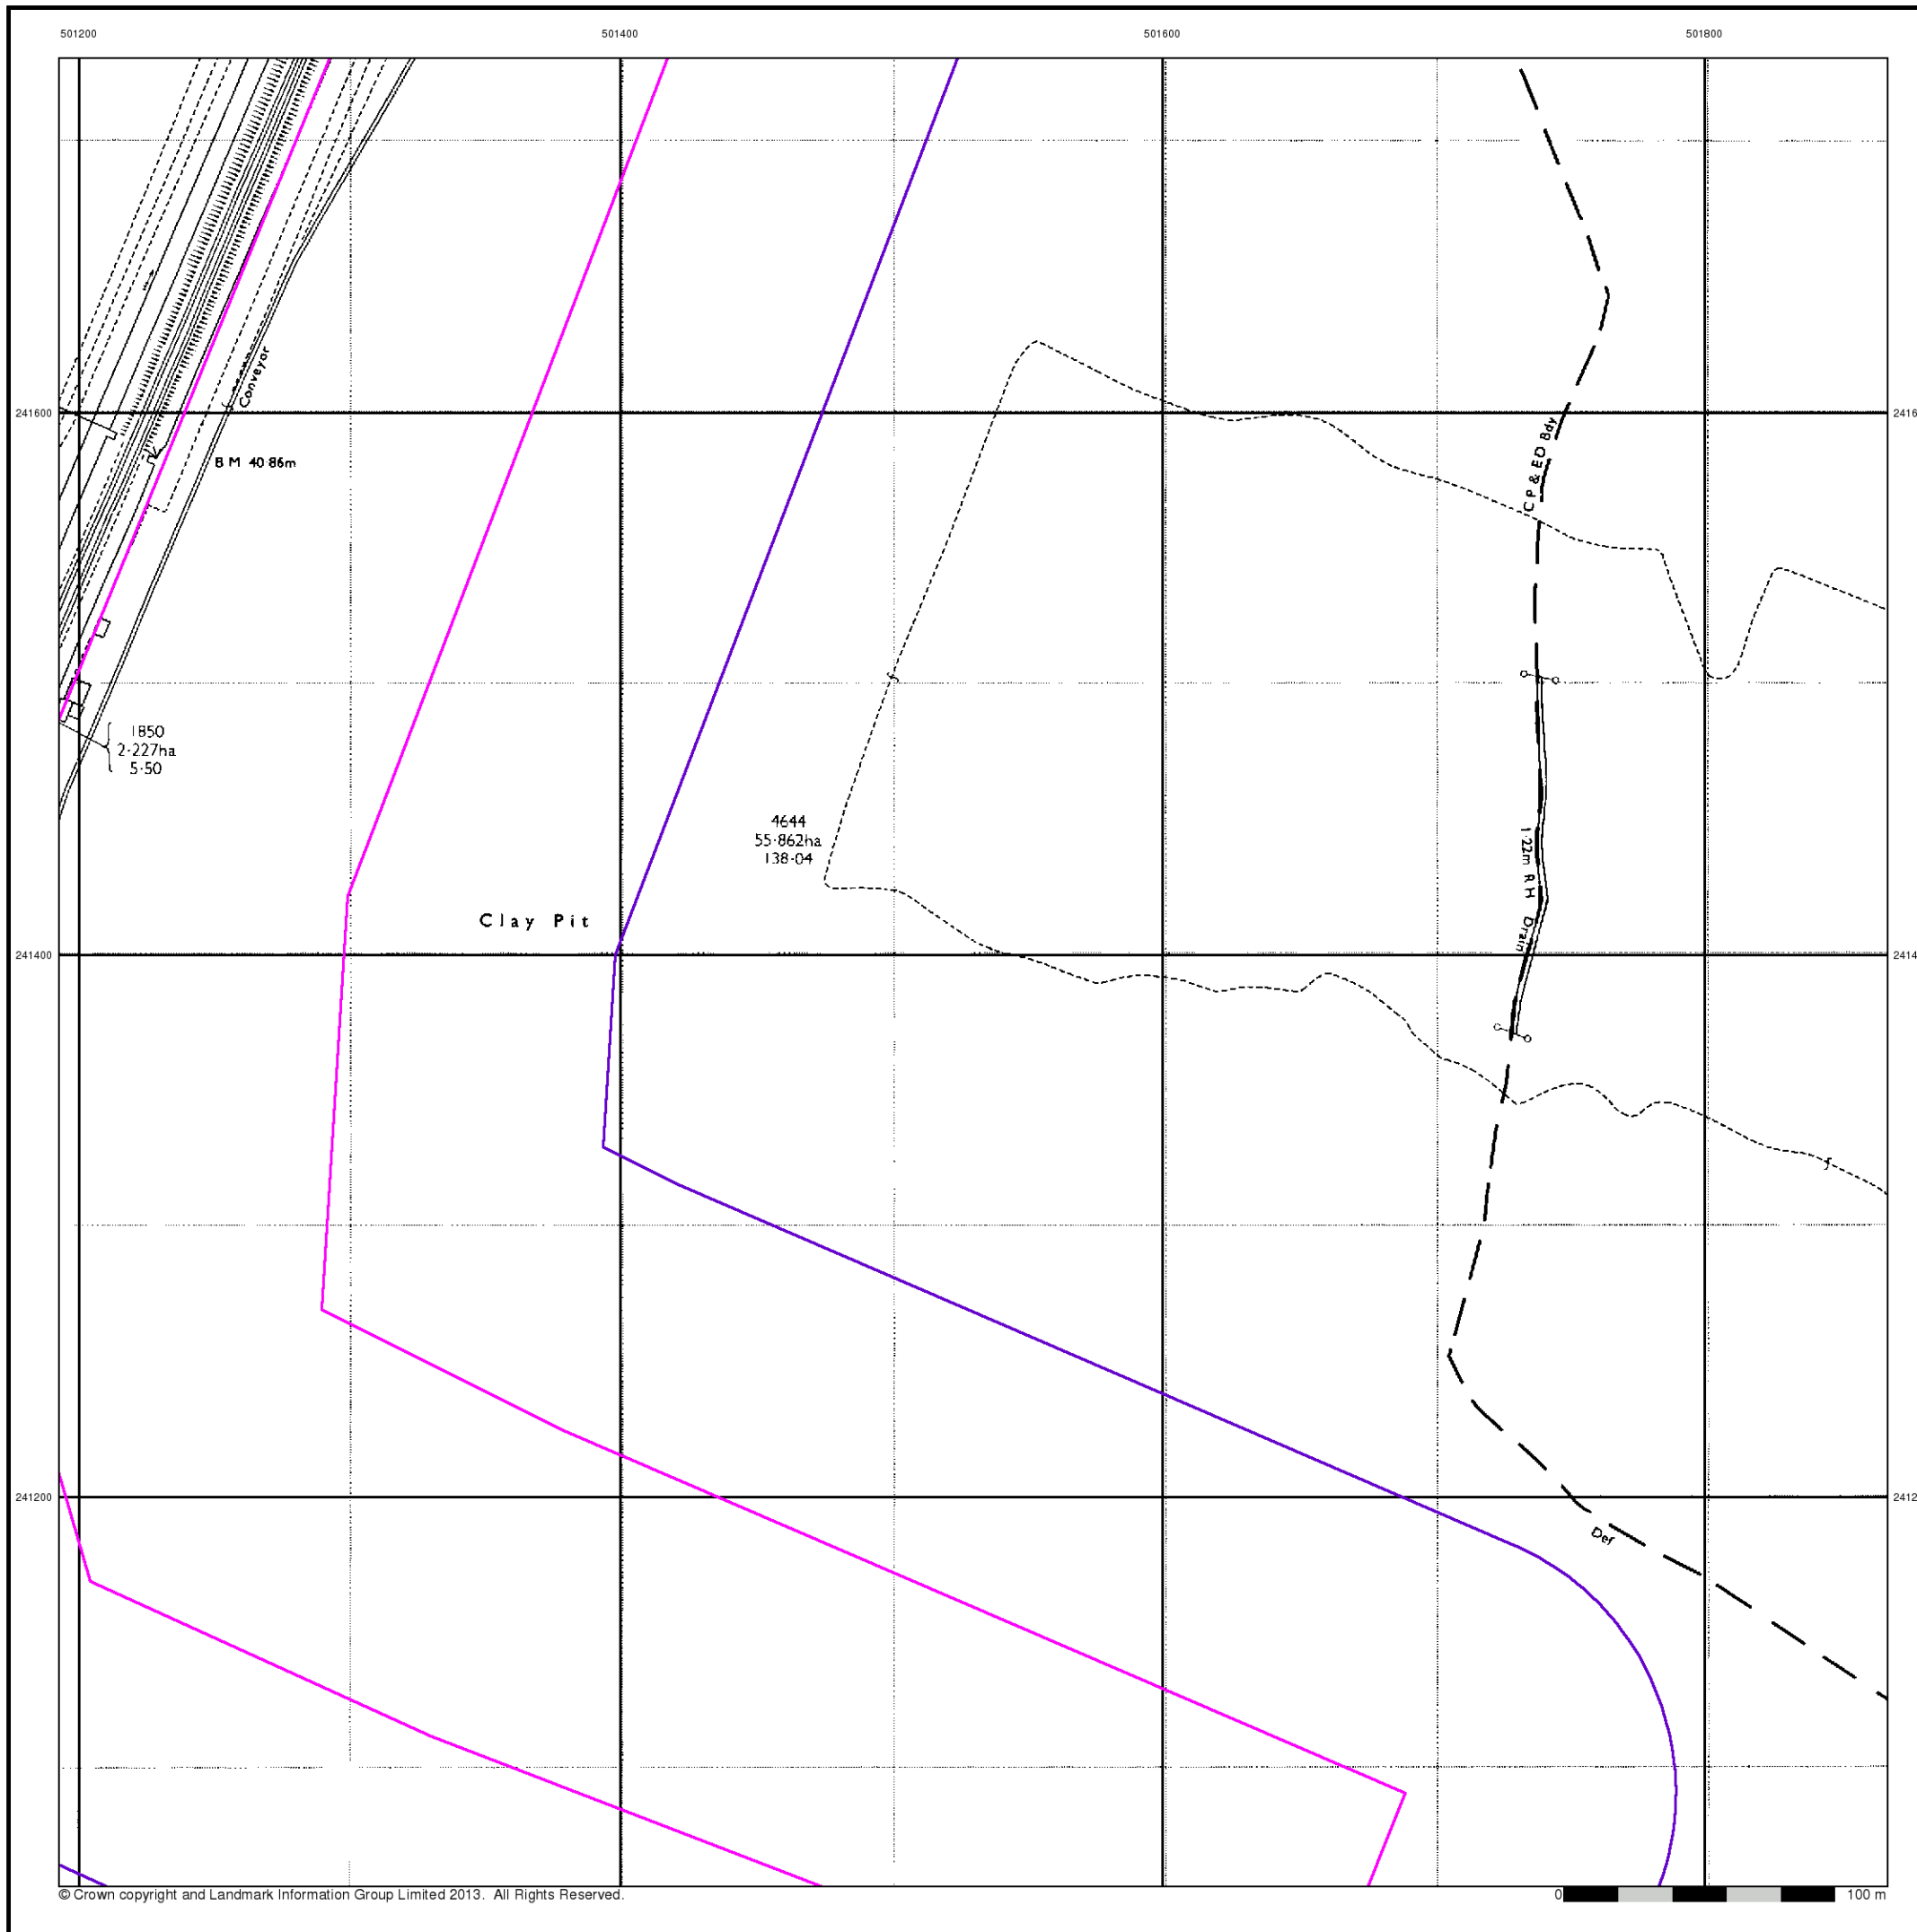 501200
501400
501600
501800
241600
2416
Conveyor
B M 40·86m
C P & E D Bdy
1850
2·227ha
5·50
4644
55·862ha
138·04
1·22m R H
Drain
Clay Pit
241400
2414
241200
2412
Def
© Crown copyright and Landmark Information Group Limited 2013. All Rights Reserved.
0
100 m